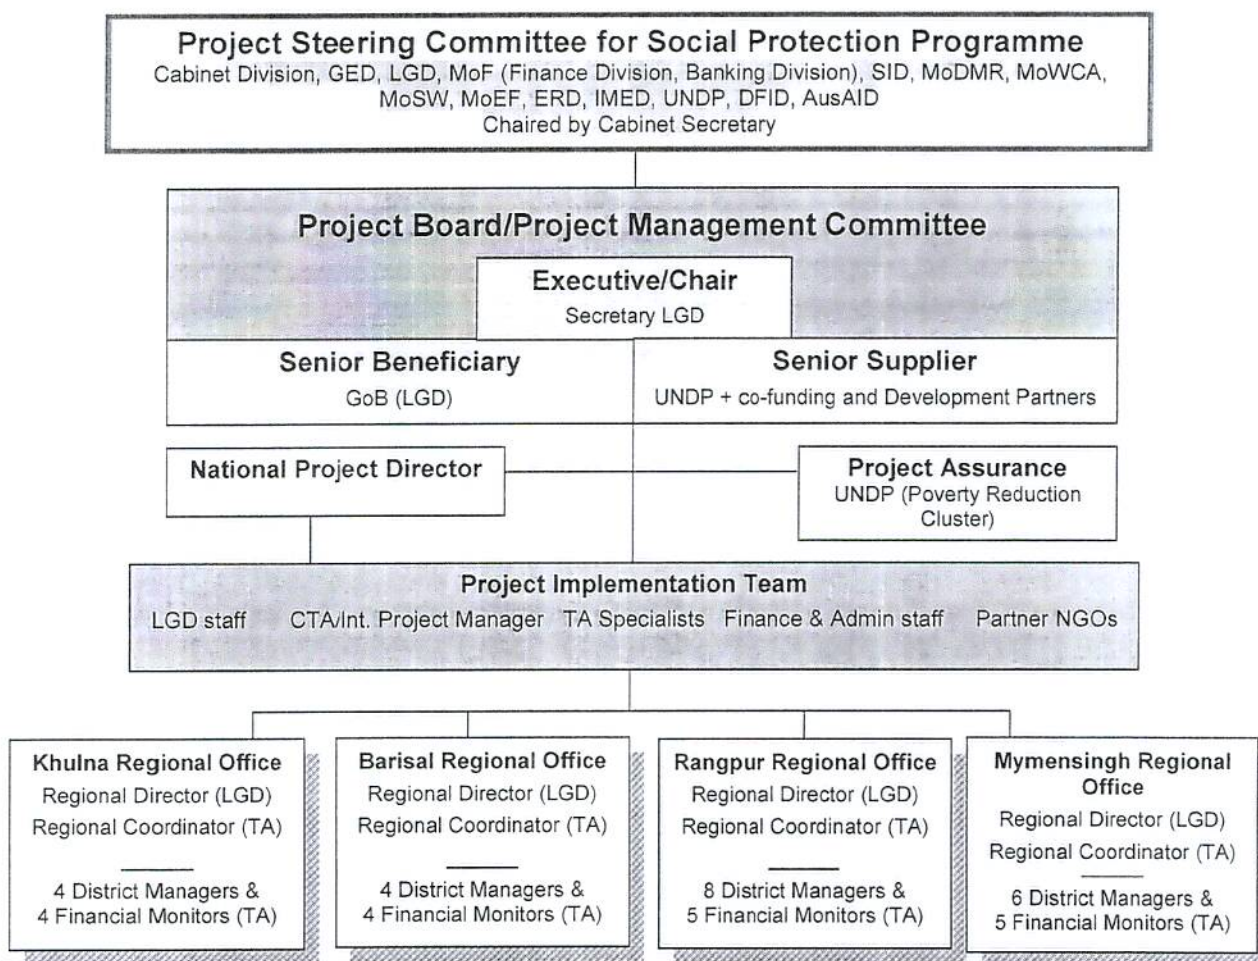 Project Steering Committee for Social Protection Programme
Cabinet Division, GED, LGD, MoF (Finance Division, Banking Division), SID, MoDMR, MoWCA,
MoSW, MoEF, ERD, IMED, UNDP, DFID, AusAID
Chaired by Cabinet Secretary
Project Board/Project Management Committee
Executive/Chair
Secretary LGD
Senior Beneficiary
GoB (LGD)
Senior Supplier
UNDP + co-funding and Development Partners
National Project Director
Project Assurance
UNDP (Poverty Reduction
Cluster)
Project Implementation Team
LGD staff CTA/Int. Project Manager TA Specialists Finance & Admin staff Partner NGOs
Khulna Regional Office
Regional Director (LGD)
Regional Coordinator (TA)
4 District Managers &
4 Financial Monitors (TA)
Barisal Regional Office
Regional Director (LGD)
Regional Coordinator (TA)
4 District Managers &
4 Financial Monitors (TA)
Rangpur Regional Office
Regional Director (LGD)
Regional Coordinator (TA)
8 District Managers &
5 Financial Monitors (TA)
Mymensingh Regional
Office
Regional Director (LGD)
Regional Coordinator (TA)
6 District Managers &
5 Financial Monitors (TA)